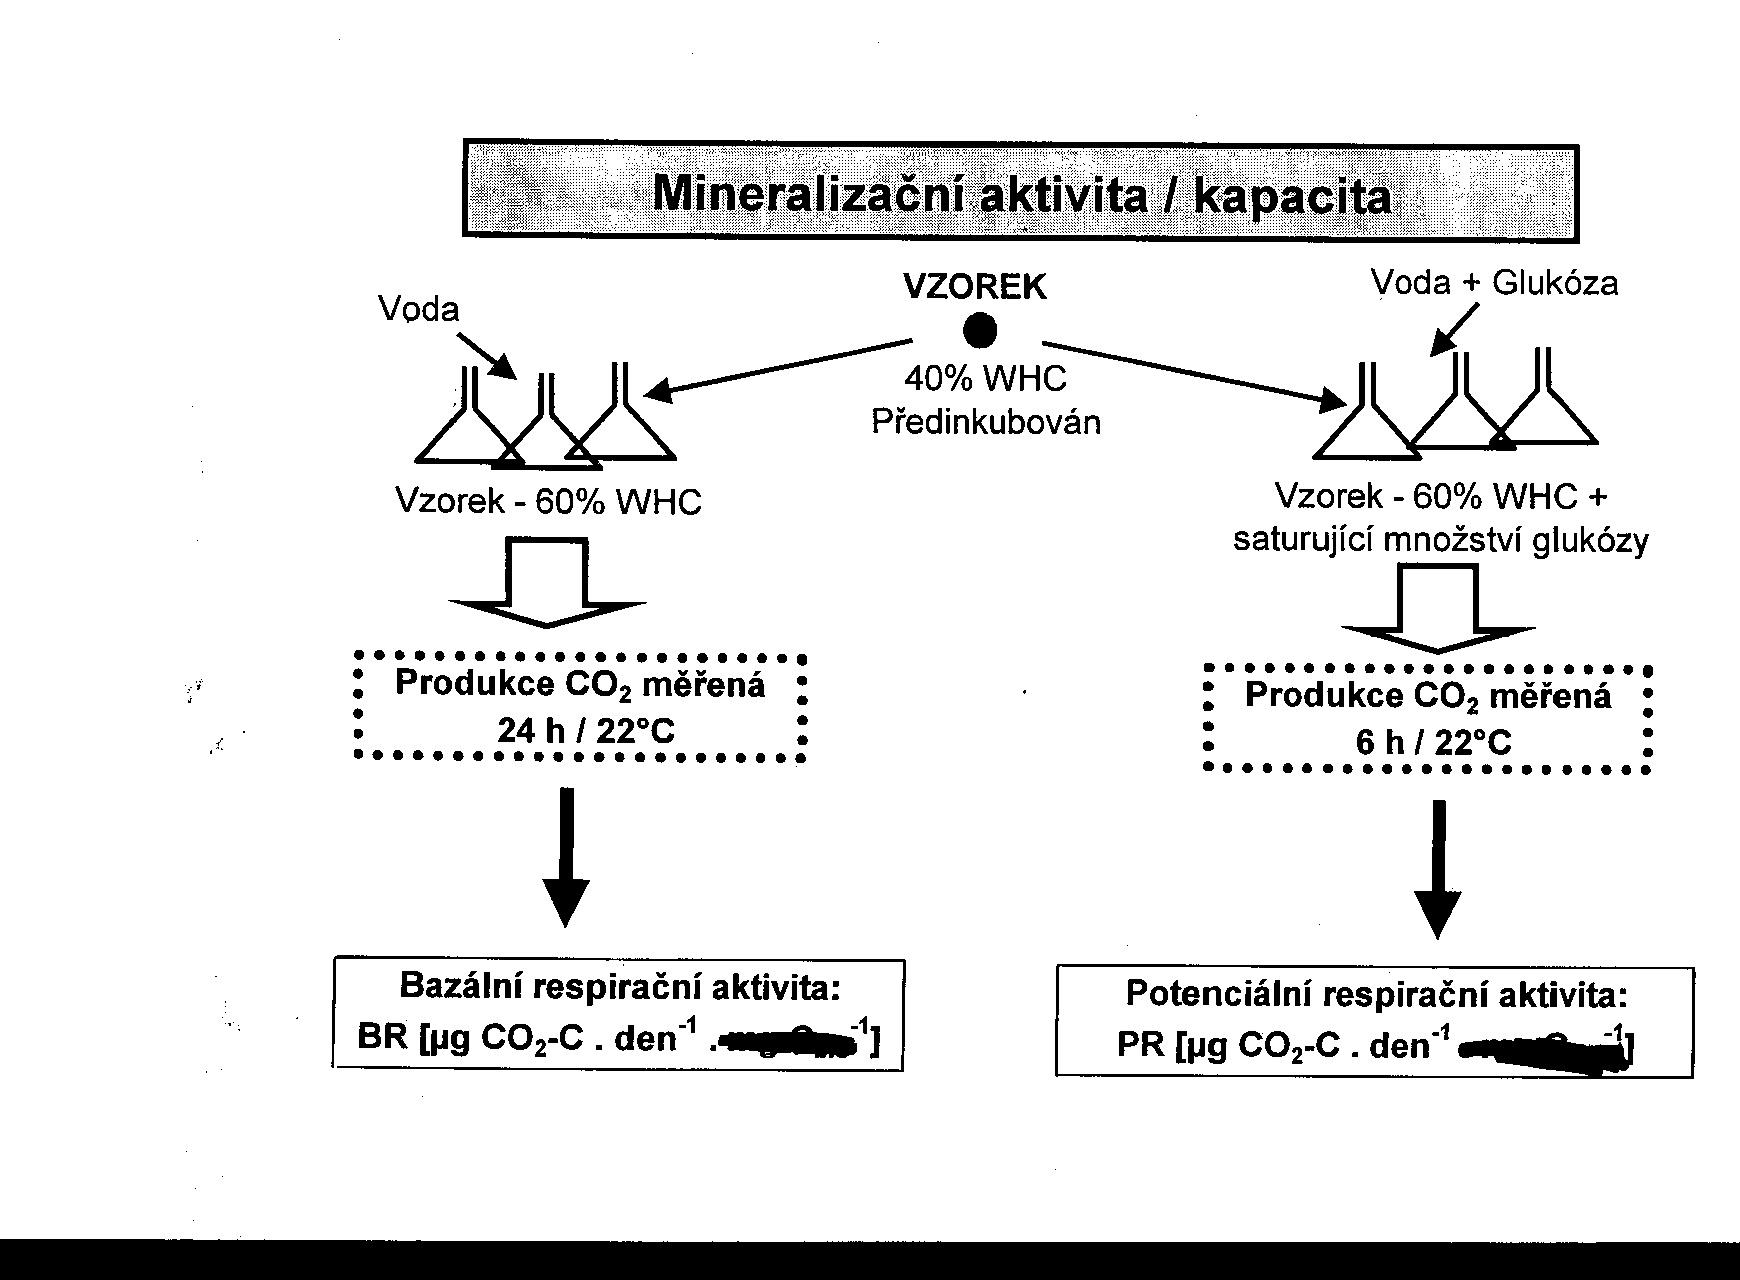 Mineralizační aktivita / kapacita
VZOREK
40% WHC
Předinkubován
Voda
Vzorek - 60% WHC
Produkce CO₂ měřená
24 h / 22°C
Bazální respirační aktivita:
BR [µg CO₂-C . den⁻¹ . ⁻¹]
Voda + Glukóza
Vzorek - 60% WHC +
saturující množství glukózy
Produkce CO₂ měřená
6 h / 22°C
Potenciální respirační aktivita:
PR [µg CO₂-C . den⁻¹ ⁻¹]